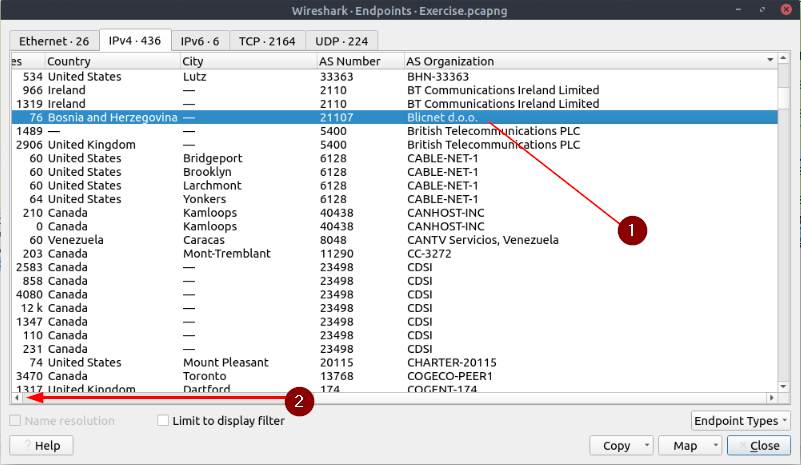 Wireshark · Endpoints · Exercise.pcapng
Ethernet · 26 IPv4 · 436 IPv6 · 6 TCP · 2164 UDP · 224
es Country City AS Number AS Organization
534 United States Lutz 33363 BHN-33363
966 Ireland — 2110 BT Communications Ireland Limited
1319 Ireland — 2110 BT Communications Ireland Limited
76 Bosnia and Herzegovina — 21107 Blicnet d.o.o.
1489 — — 5400 British Telecommunications PLC
2906 United Kingdom — 5400 British Telecommunications PLC
60 United States Bridgeport 6128 CABLE-NET-1
60 United States Brooklyn 6128 CABLE-NET-1
60 United States Larchmont 6128 CABLE-NET-1
64 United States Yonkers 6128 CABLE-NET-1
210 Canada Kamloops 40438 CANHOST-INC
0 Canada Kamloops 40438 CANHOST-INC
60 Venezuela Caracas 8048 CANTV Servicios, Venezuela
1
203 Canada Mont-Tremblant 11290 CC-3272
2583 Canada — 23498 CDSI
858 Canada — 23498 CDSI
4080 Canada — 23498 CDSI
12 k Canada — 23498 CDSI
1347 Canada — 23498 CDSI
110 Canada — 23498 CDSI
231 Canada — 23498 CDSI
74 United States Mount Pleasant 20115 CHARTER-20115
3470 Canada Toronto 13768 COGECO-PEER1
1317 United Kingdom Dartford 174 COGENT-174
2
Name resolution Limit to display filter Endpoint Types
? Help Copy Map Close